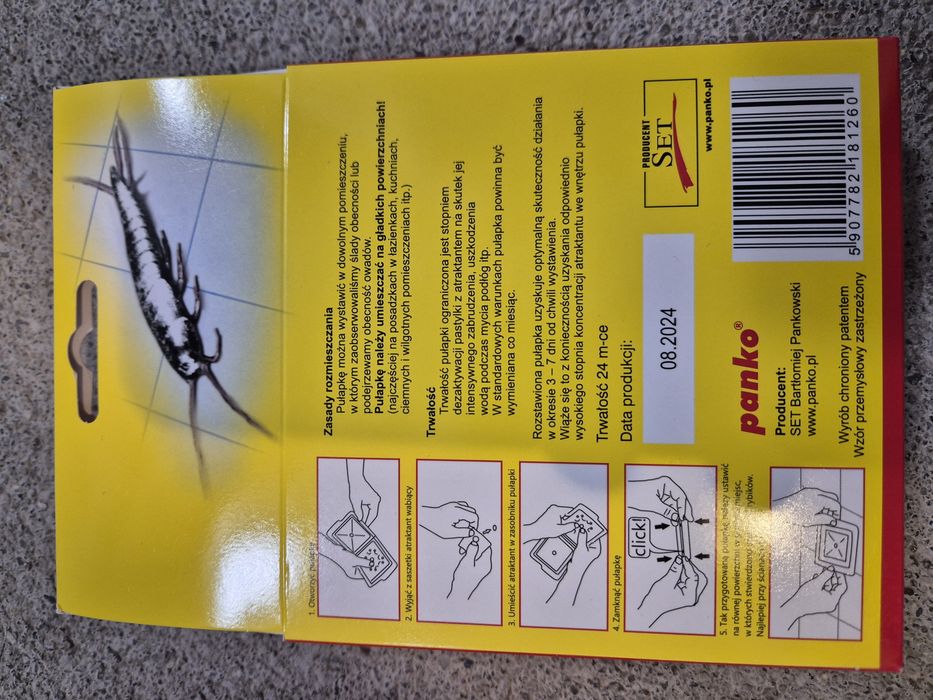 Zasady rozmieszczania
Pułapkę można wystawić w dowolnym pomieszczeniu,
w którym zaobserwowaliśmy ślady obecności lub
podejrzewamy obecność owadów.
Pułapkę należy umieszczać na gładkich powierzchniach!
(najczęściej na posadzkach w łazienkach, kuchniach,
ciemnych i wilgotnych pomieszczeniach itp.)
Trwałość
Trwałość pułapki ograniczona jest stopniem
dezaktywacji pastylki z atraktantem na skutek jej
intensywnego zabrudzenia, uszkodzenia
wodą podczas mycia podłóg itp.
W standardowych warunkach pułapka powinna być
wymieniana co miesiąc.
Rozstawiona pułapka uzyskuje optymalną skuteczność działania
w okresie 3 – 7 dni od chwili wystawienia.
Wiąże się to z koniecznością uzyskania odpowiednio
wysokiego stopnia koncentracji atraktantu we wnętrzu pułapki.
Trwałość 24 m-ce
Data produkcji:
08.2024
PRODUCENT
SET
www.panko.pl
panko®
Producent:
SET Bartłomiej Pankowski
www.panko.pl
Wyrób chroniony patentem
Wzór przemysłowy zastrzeżony
5 907782 181260
1. Otworzyć pułapkę
2. Wyjąć z saszetki atraktant wabiący
3. Umieścić atraktant w zasobniku pułapki
4. Zamknąć pułapkę
click!
5. Tak przygotowaną pułapkę należy ustawić
na równej powierzchni w miejsc,
w których stwierdzono rybików.
Najlepiej przy ścianach